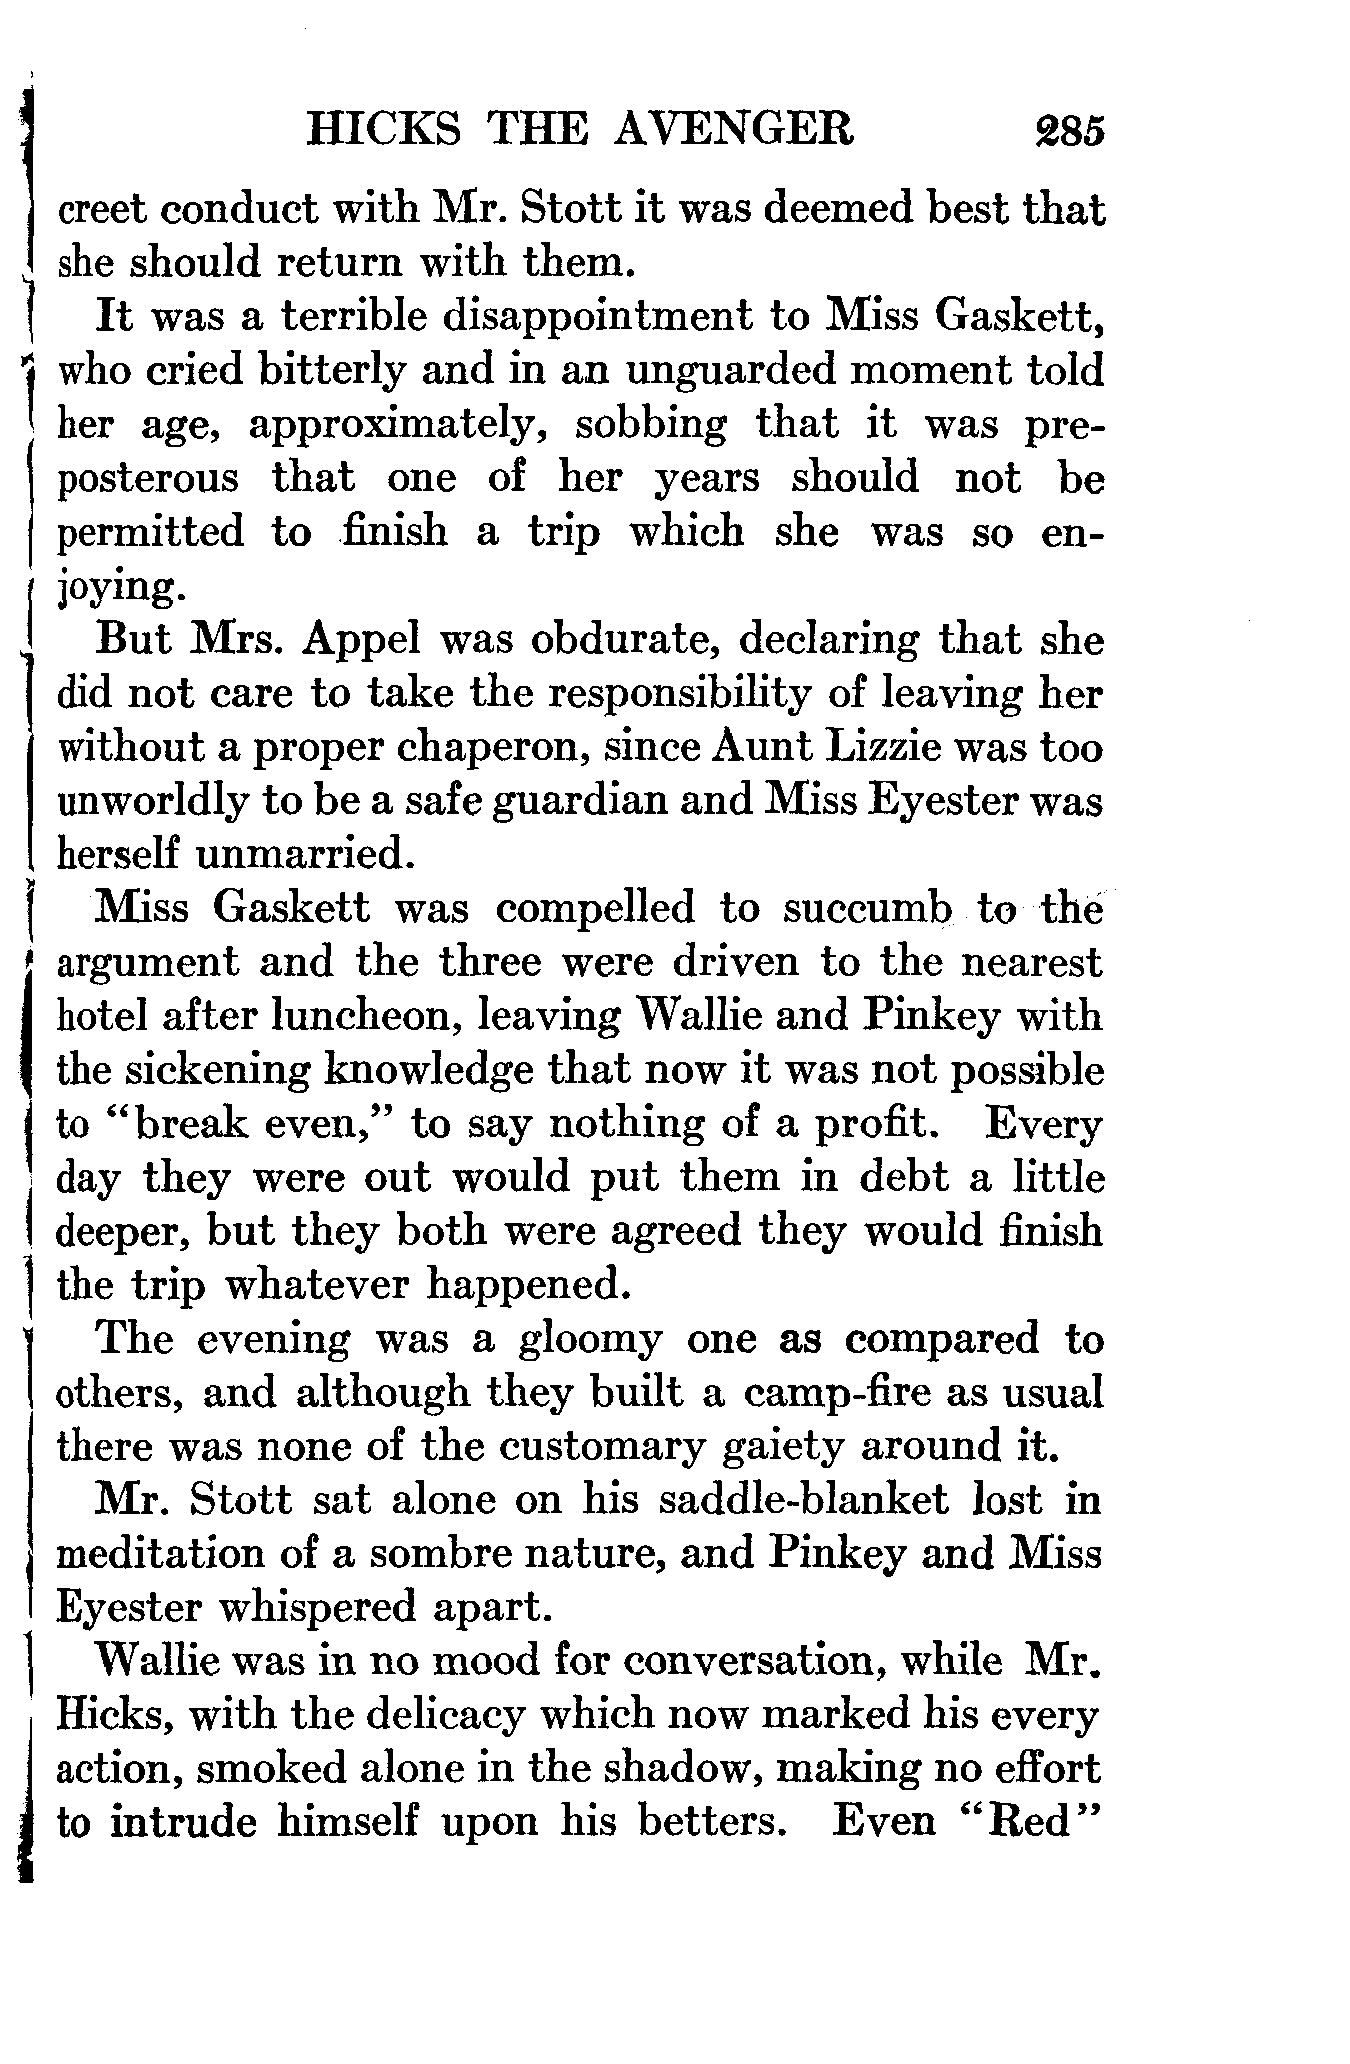 HICKS THE AVENGER 285
creet conduct with Mr. Stott it was deemed best that
she should return with them.
It was a terrible disappointment to Miss Gaskett,
who cried bitterly and in an unguarded moment told
her age, approximately, sobbing that it was pre-
posterous that one of her years should not be
permitted to finish a trip which she was so en-
joying.
But Mrs. Appel was obdurate, declaring that she
did not care to take the responsibility of leaving her
without a proper chaperon, since Aunt Lizzie was too
unworldly to be a safe guardian and Miss Eyester was
herself unmarried.
Miss Gaskett was compelled to succumb to the
argument and the three were driven to the nearest
hotel after luncheon, leaving Wallie and Pinkey with
the sickening knowledge that now it was not possible
to “break even,” to say nothing of a profit. Every
day they were out would put them in debt a little
deeper, but they both were agreed they would finish
the trip whatever happened.
The evening was a gloomy one as compared to
others, and although they built a camp-fire as usual
there was none of the customary gaiety around it.
Mr. Stott sat alone on his saddle-blanket lost in
meditation of a sombre nature, and Pinkey and Miss
Eyester whispered apart.
Wallie was in no mood for conversation, while Mr.
Hicks, with the delicacy which now marked his every
action, smoked alone in the shadow, making no effort
to intrude himself upon his betters. Even “Red”